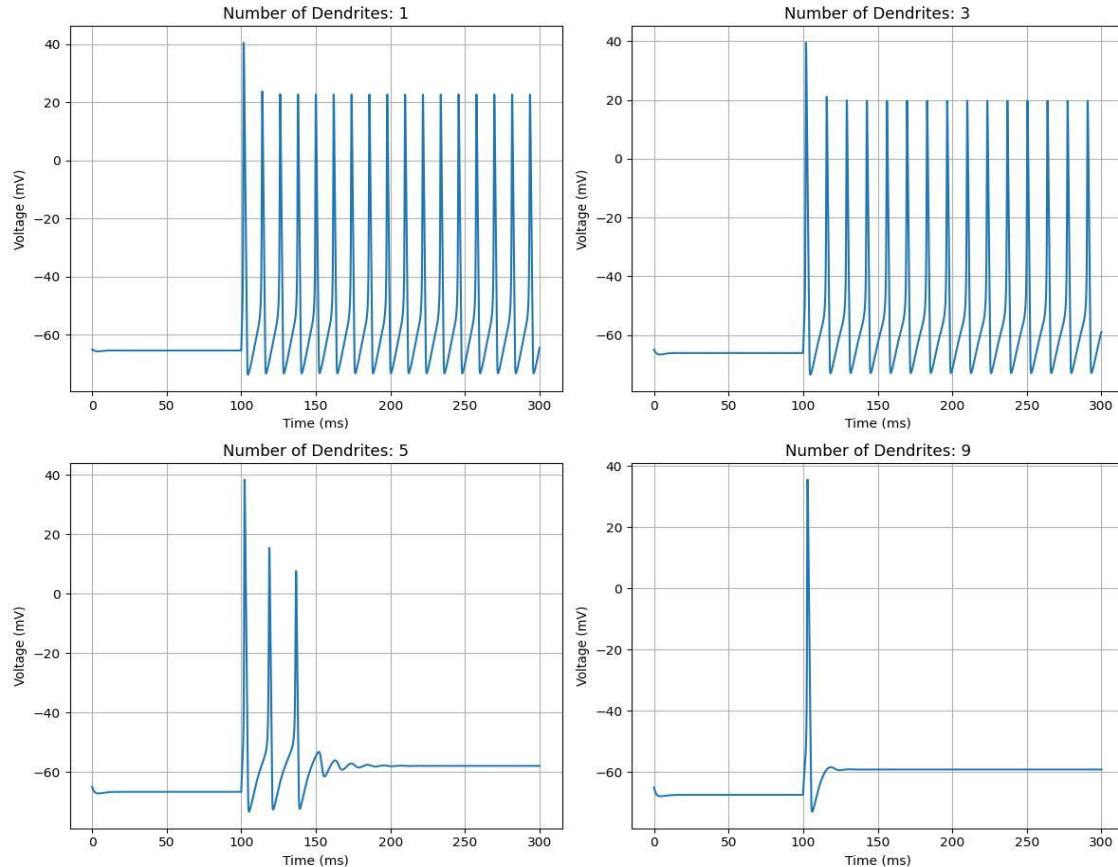 Number of Dendrites: 1
Voltage (mV)
40
20
0
−20
−40
−60
0 50 100 150 200 250 300
Time (ms)
Number of Dendrites: 3
Voltage (mV)
40
20
0
−20
−40
−60
0 50 100 150 200 250 300
Time (ms)
Number of Dendrites: 5
Voltage (mV)
40
20
0
−20
−40
−60
0 50 100 150 200 250 300
Time (ms)
Number of Dendrites: 9
Voltage (mV)
40
20
0
−20
−40
−60
0 50 100 150 200 250 300
Time (ms)